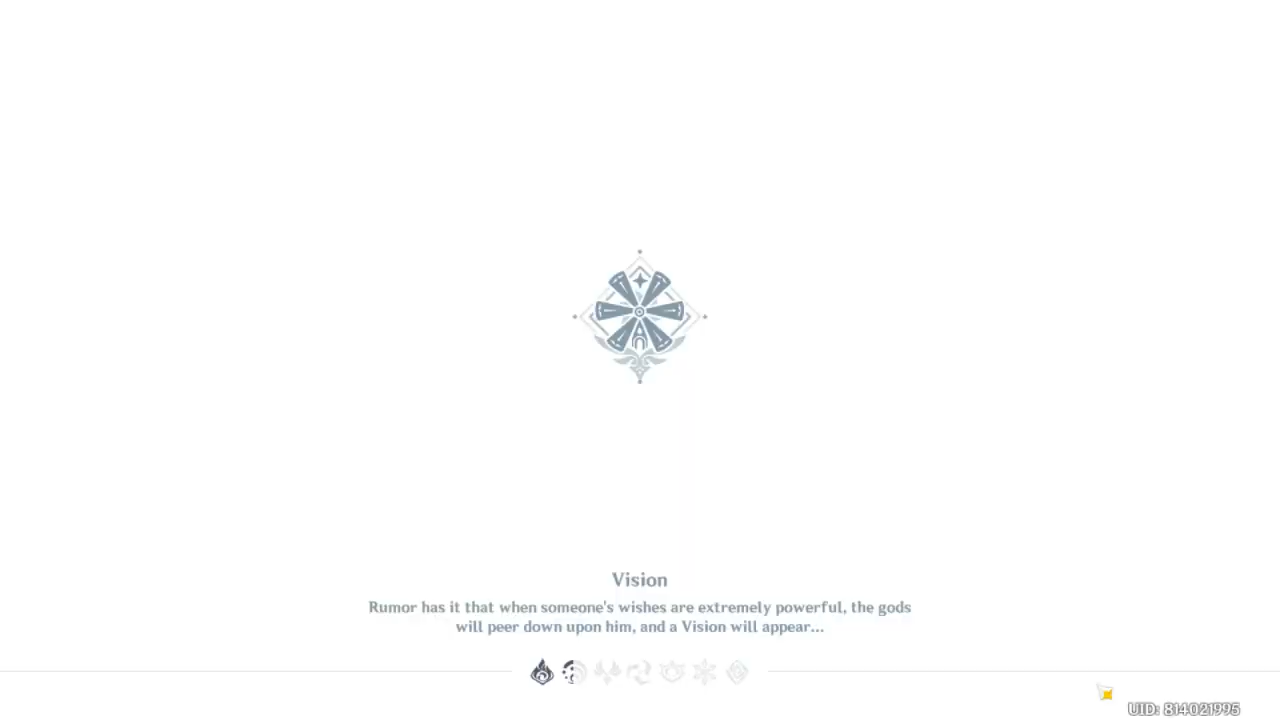 Vision
Rumor has it that when someone's wishes are extremely powerful, the gods
will peer down upon him, and a Vision will appear...
UID: 814021995